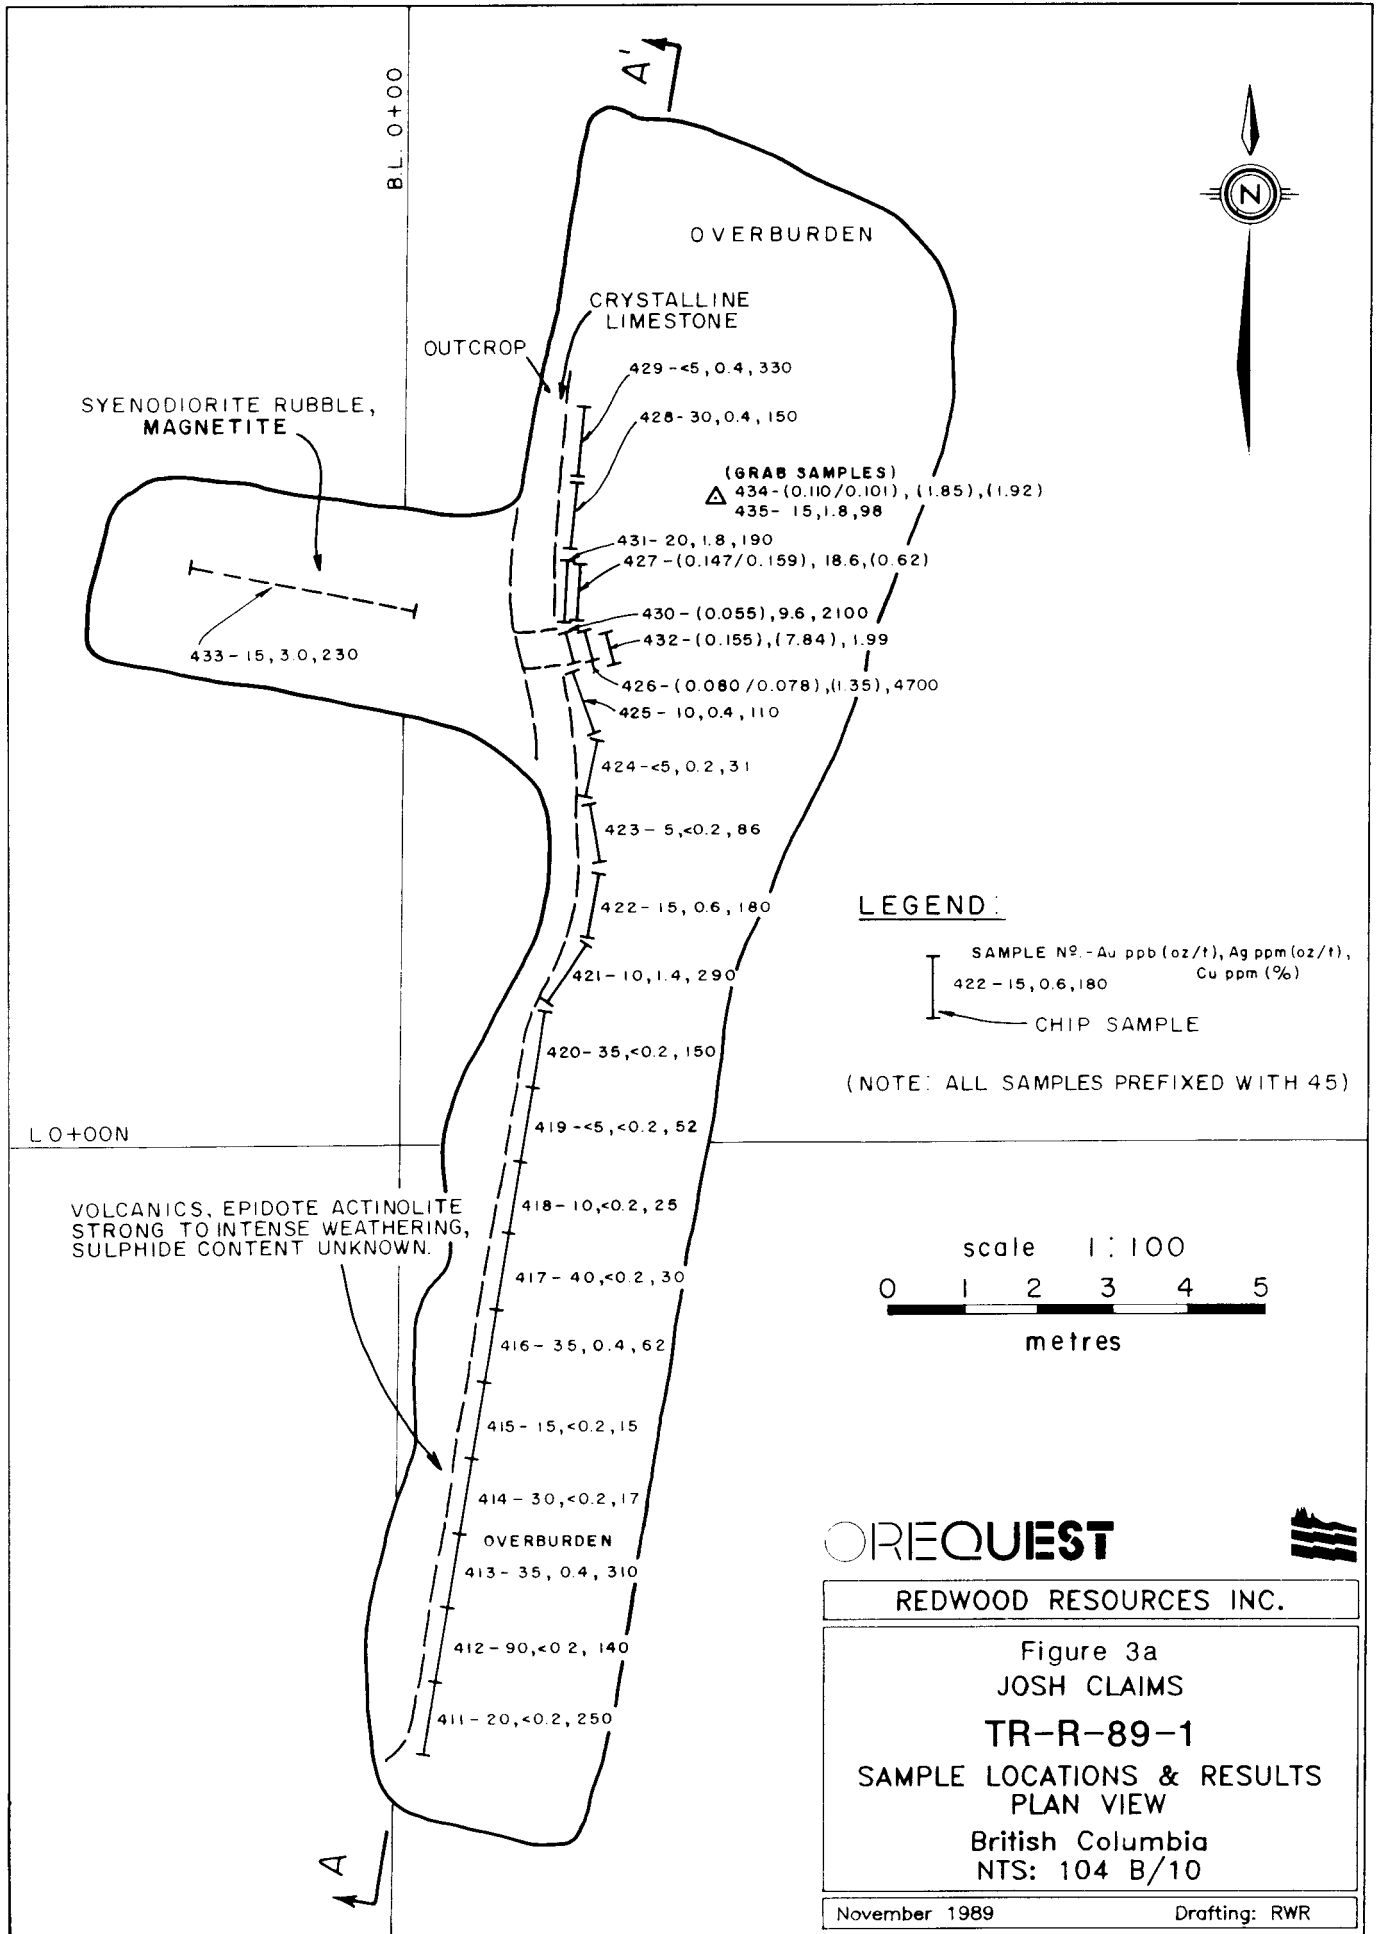 A'
B.L. 0+00
N
OVERBURDEN
CRYSTALLINE
LIMESTONE
OUTCROP
429-<5, 0.4, 330
SYENODIORITE RUBBLE,
MAGNETITE
428-30, 0.4, 150
(GRAB SAMPLES)
434-(0.110/0.101), (1.85), (1.92)
435- 15, 1.8, 98
431-20, 1.8, 190
427-(0.147/0.159), 18.6, (0.62)
430-(0.055), 9.6, 2100
432-(0.155), (7.84), 1.99
433-15, 3.0, 230
426-(0.080/0.078), (1.35), 4700
425- 10, 0.4, 110
424-<5, 0.2, 31
423- 5, <0.2, 86
422-15, 0.6, 180
421-10, 1.4, 290
LEGEND:
SAMPLE Nº.-Au ppb (oz/t), Ag ppm (oz/t),
Cu ppm (%)
422-15, 0.6, 180
CHIP SAMPLE
(NOTE: ALL SAMPLES PREFIXED WITH 45)
420-35, <0.2, 150
419-<5, <0.2, 52
L 0+00N
418-10, <0.2, 25
VOLCANICS, EPIDOTE ACTINOLITE
STRONG TO INTENSE WEATHERING,
SULPHIDE CONTENT UNKNOWN.
417-40, <0.2, 30
416-35, 0.4, 62
415-15, <0.2, 15
414-30, <0.2, 17
OVERBURDEN
413-35, 0.4, 310
412-90, <0 2, 140
411-20, <0.2, 250
A
scale 1:100
0 1 2 3 4 5
metres
OREQUEST
REDWOOD RESOURCES INC.
Figure 3a
JOSH CLAIMS
TR-R-89-1
SAMPLE LOCATIONS & RESULTS
PLAN VIEW
British Columbia
NTS: 104 B/10
November 1989 Drafting: RWR